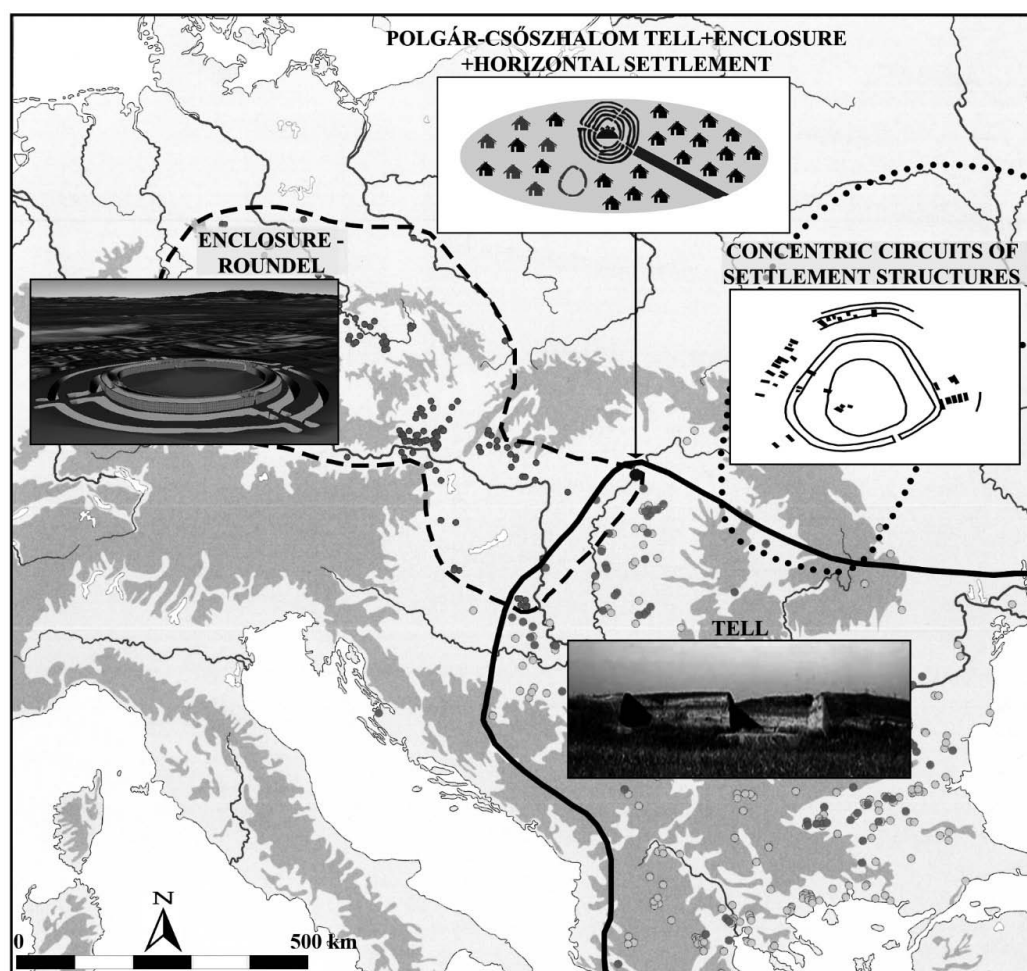 POLGÁR-CSŐSZHALOM TELL+ENCLOSURE
+HORIZONTAL SETTLEMENT
ENCLOSURE -
ROUNDEL
CONCENTRIC CIRCUITS OF
SETTLEMENT STRUCTURES
TELL
N
0 500 km